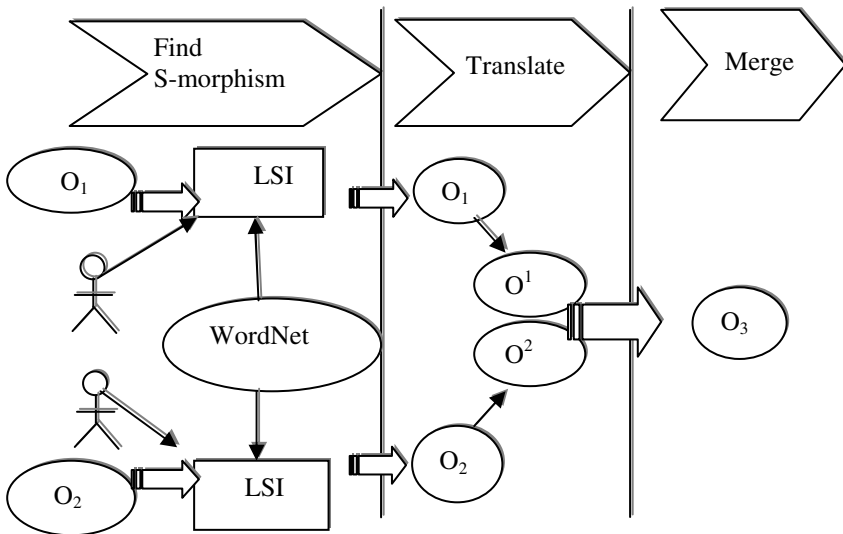 Find
S-morphism
Translate
Merge
O₁
LSI
O₁
O¹
WordNet
O²
O₃
O₂
LSI
O₂